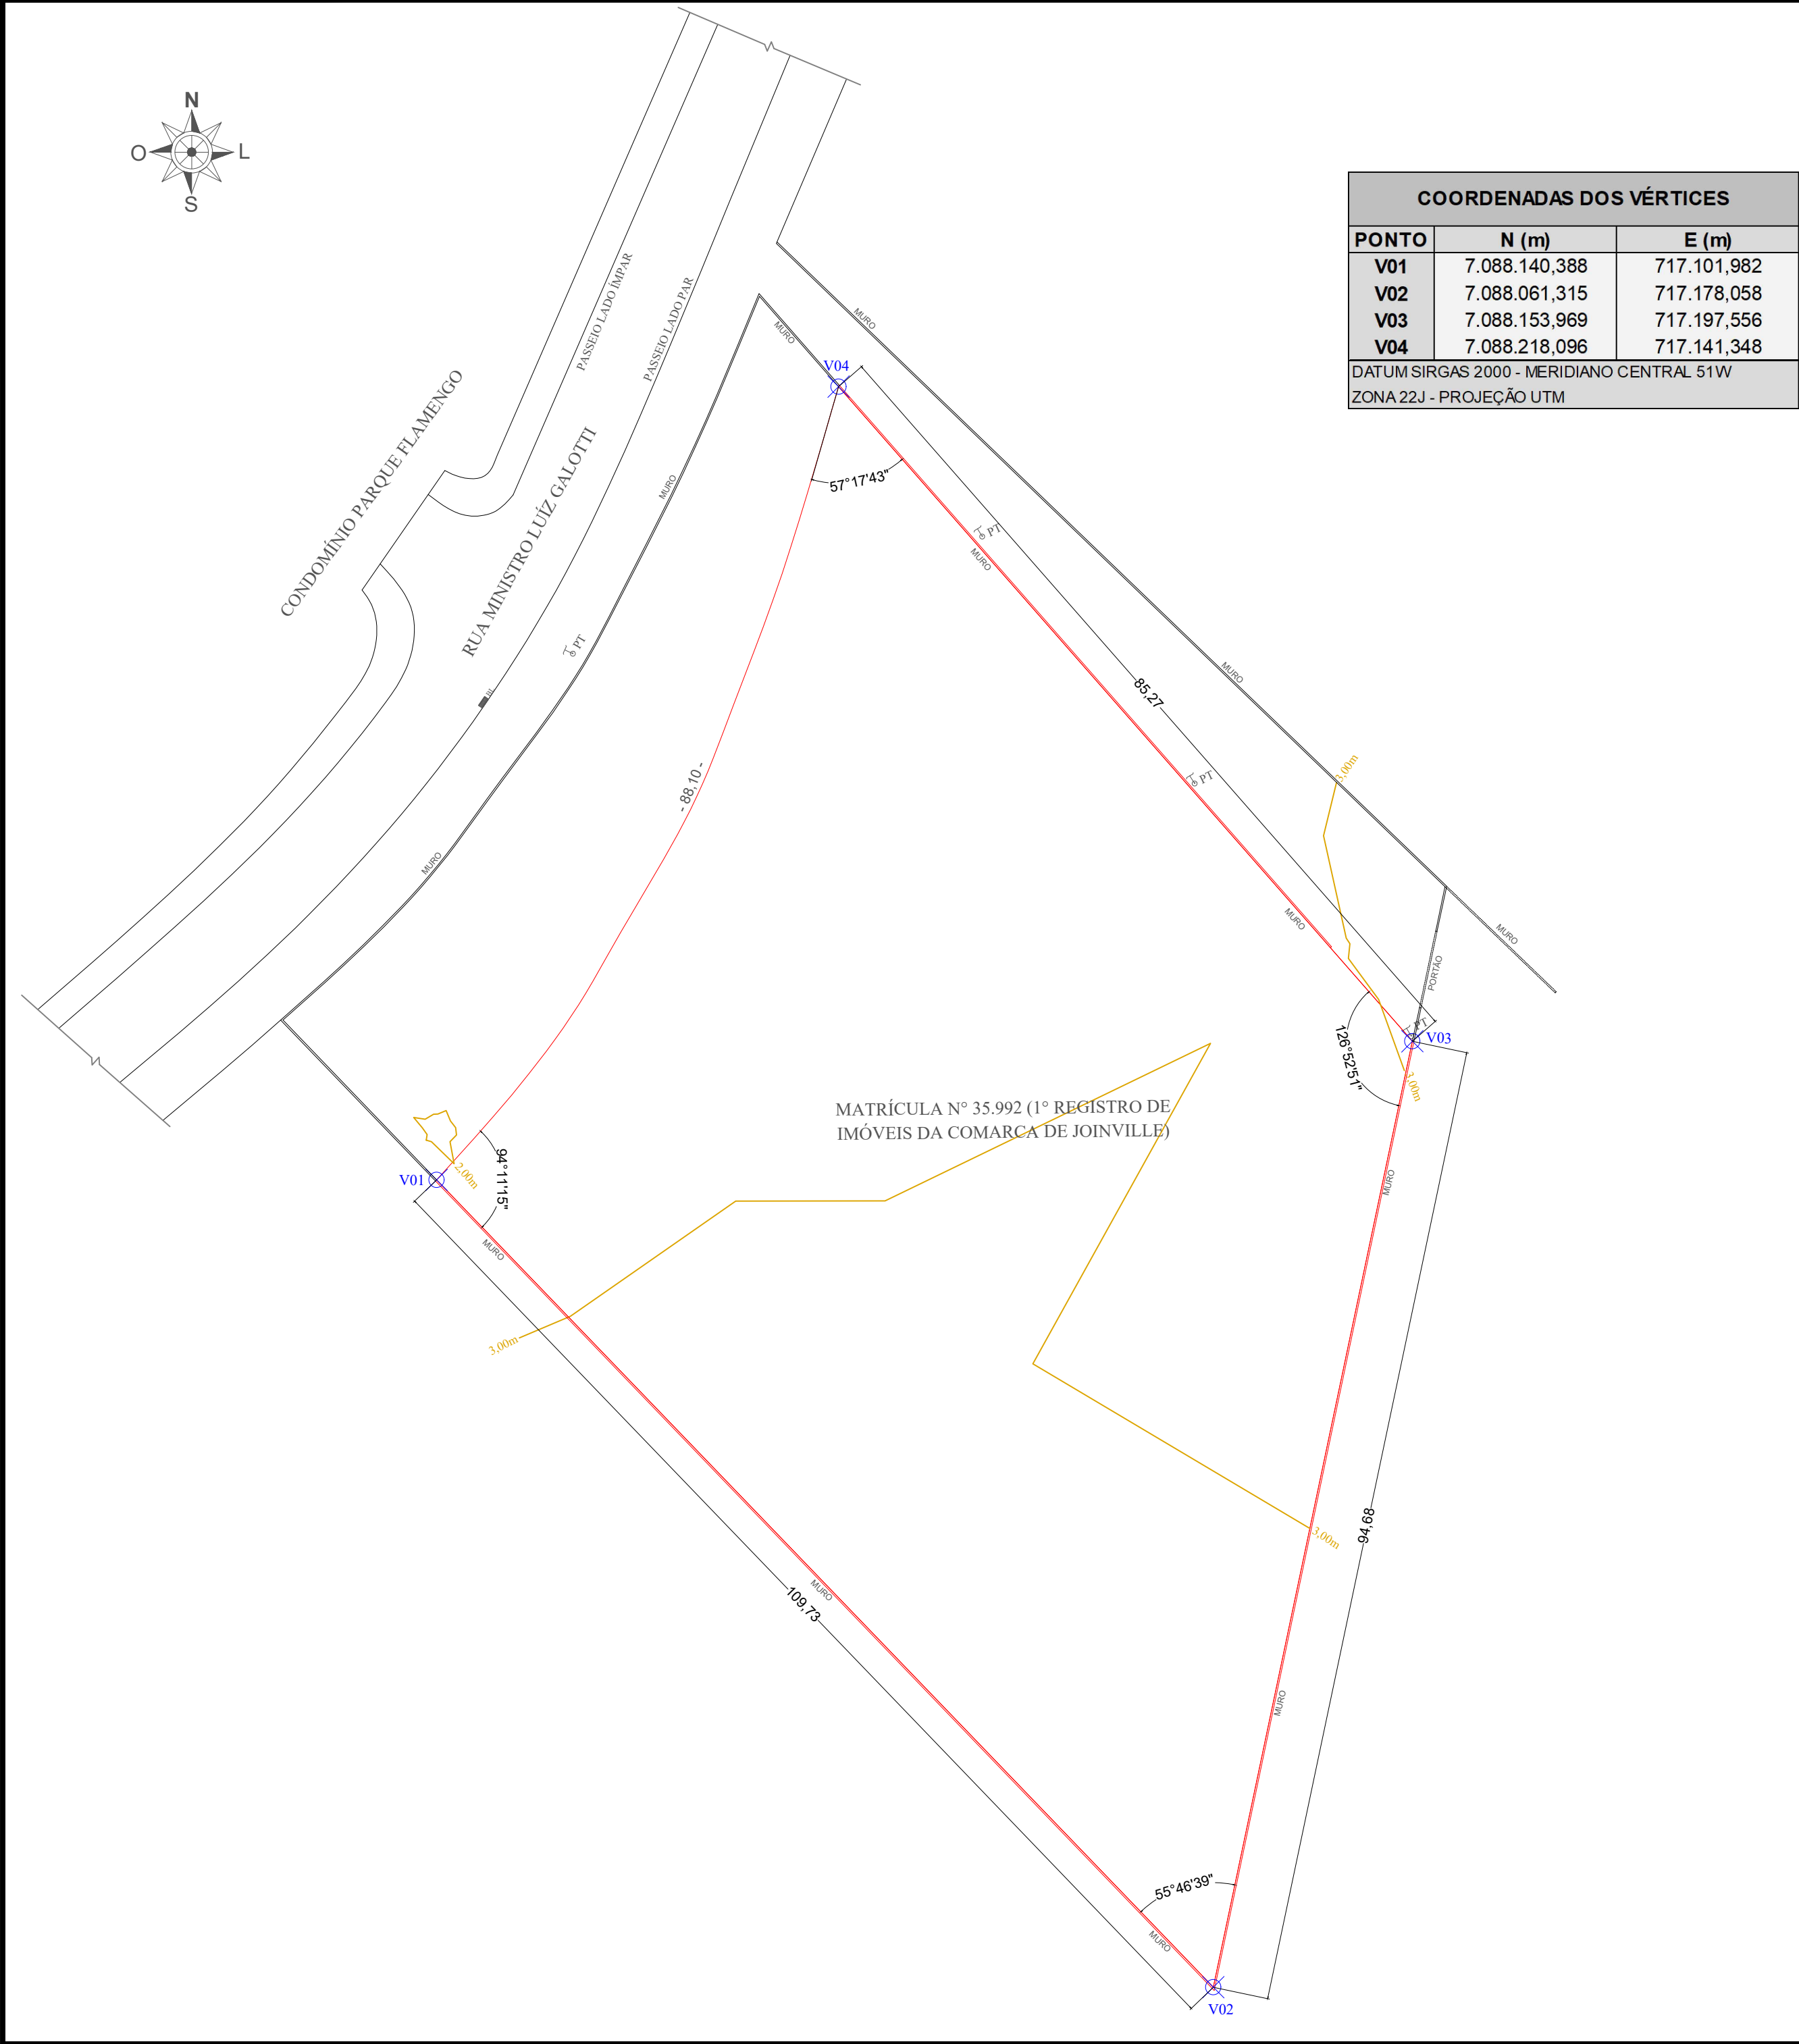 N
O
L
S
COORDENADAS DOS VÉRTICES
PONTO N (m) E (m)
V01 7.088.140,388 717.101,982
V02 7.088.061,315 717.178,058
V03 7.088.153,969 717.197,556
V04 7.088.218,096 717.141,348
DATUM SIRGAS 2000 - MERIDIANO CENTRAL 51W
ZONA 22J - PROJEÇÃO UTM
PASSEIO LADO ÍMPAR
PASSEIO LADO PAR
MURO
MURO
V04
CONDOMÍNIO PARQUE FLAMENGO
RUA MINISTRO LUÍZ GALOTTI
MURO
57°17'43"
PT
MURO
PT
BL
85,27
MURO
- 88,10 -
PT
3,00m
MURO
MURO
MURO
PORTÃO
PT
V03
126°52'51"
3,00m
MATRÍCULA N° 35.992 (1° REGISTRO DE
IMÓVEIS DA COMARCA DE JOINVILLE)
94°11'15"
V01
2,00m
MURO
MURO
3,00m
94,68
3,00m
MURO
109,73
MURO
55°46'39"
MURO
V02